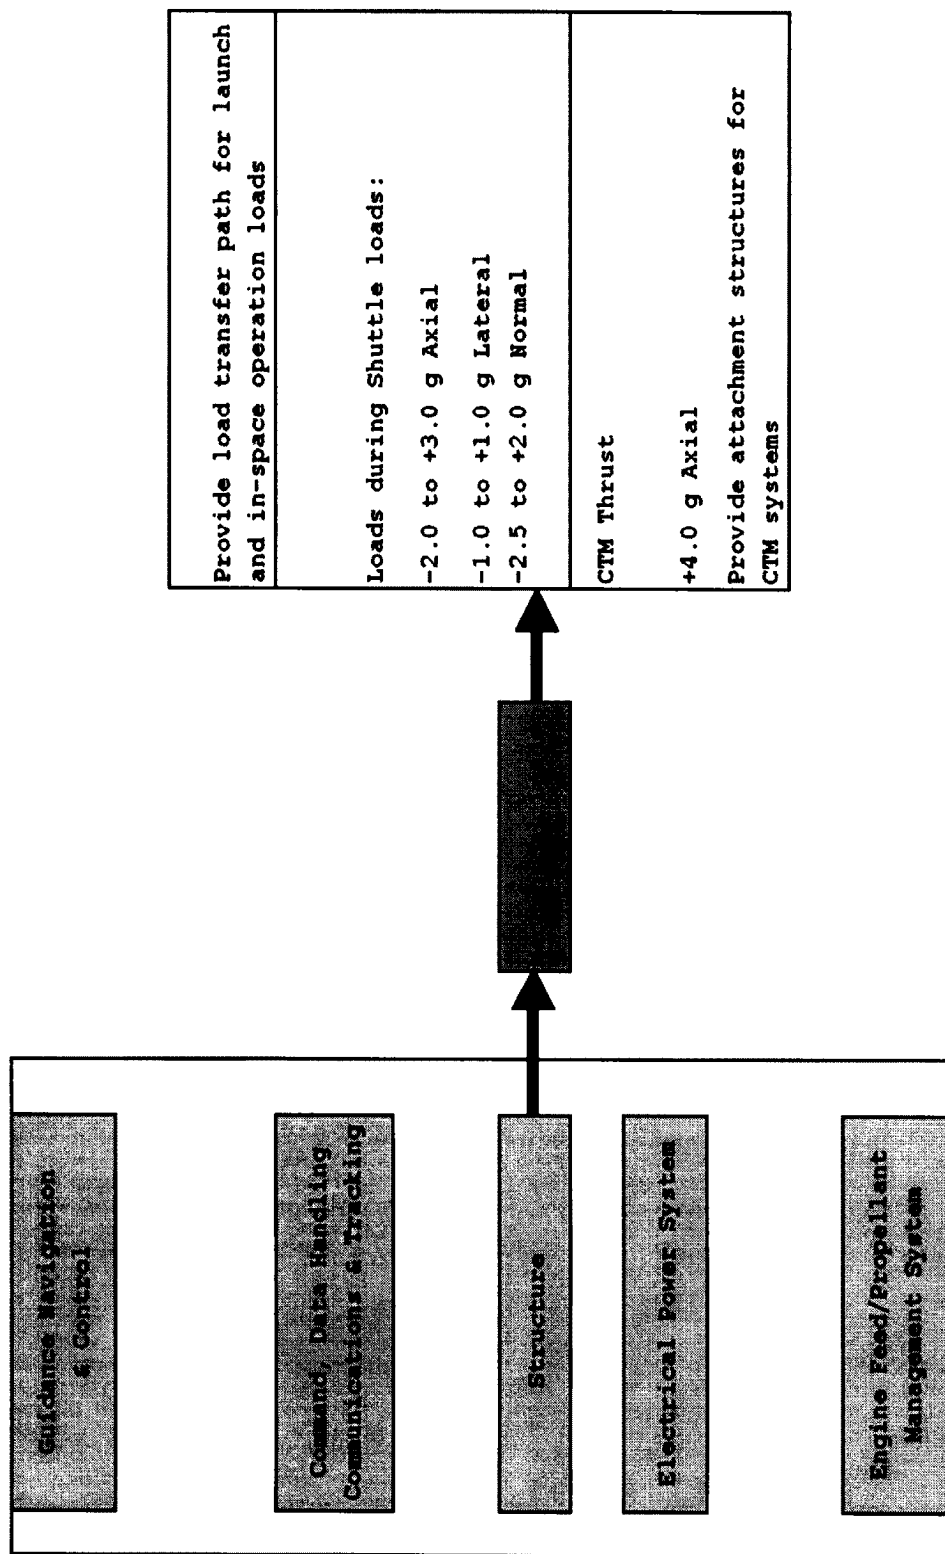 Guidance Navigation
& Control
Command, Data Handling
Communications & Tracking
Structure
Electrical Power System
Engine Feed/Propellant
Management System
Provide load transfer path for launch
and in-space operation loads
Loads during Shuttle loads:
-2.0 to +3.0 g Axial
-1.0 to +1.0 g Lateral
-2.5 to +2.0 g Normal
CTM Thrust
+4.0 g Axial
Provide attachment structures for
CTM systems